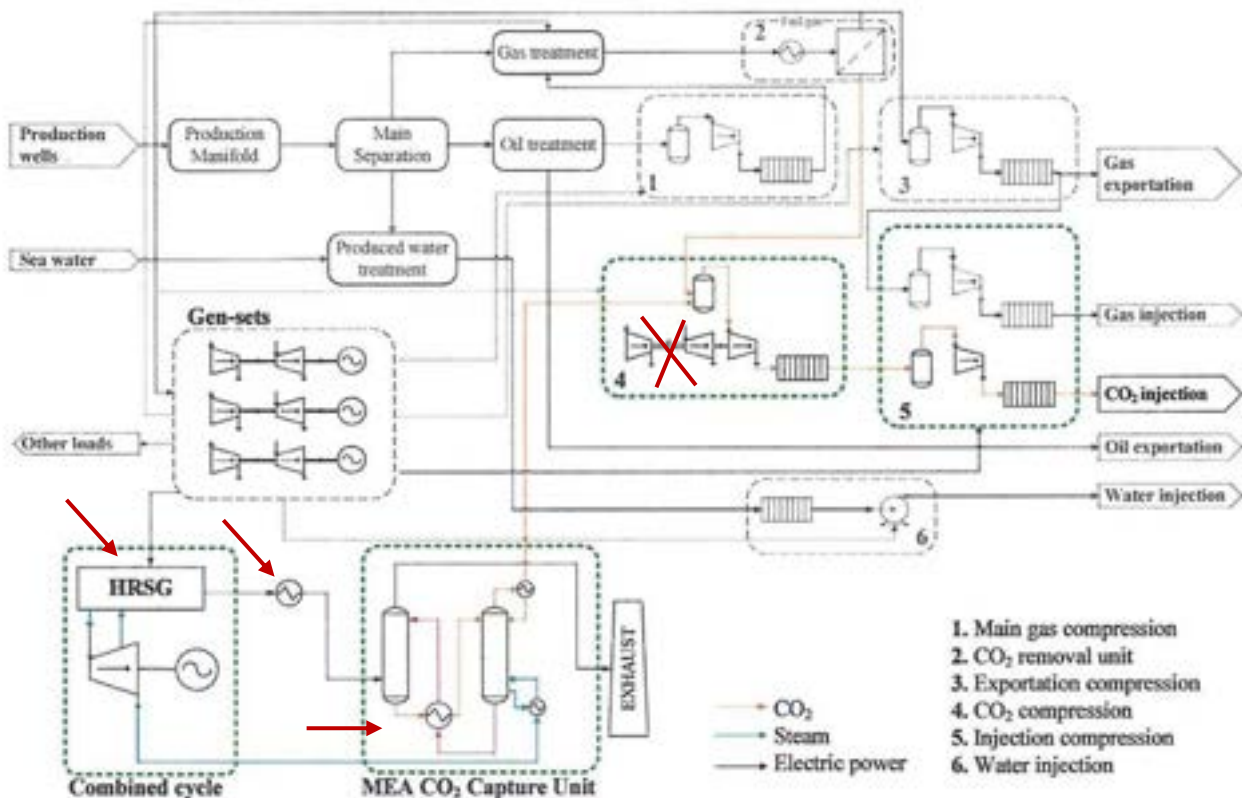 2
Fuel gas
Gas treatment
Production
wells
Production
Manifold
Main
Separation
Oil treatment
1
3
Gas
exportation
Sea water
Produced water
treatment
Gen-sets
4
5
Gas injection
CO₂ injection
Other loads
Oil exportation
Water injection
6
HRSG
EXHAUST
1. Main gas compression
2. CO₂ removal unit
3. Exportation compression
4. CO₂ compression
5. Injection compression
6. Water injection
CO₂
Steam
Electric power
Combined cycle
MEA CO₂ Capture Unit